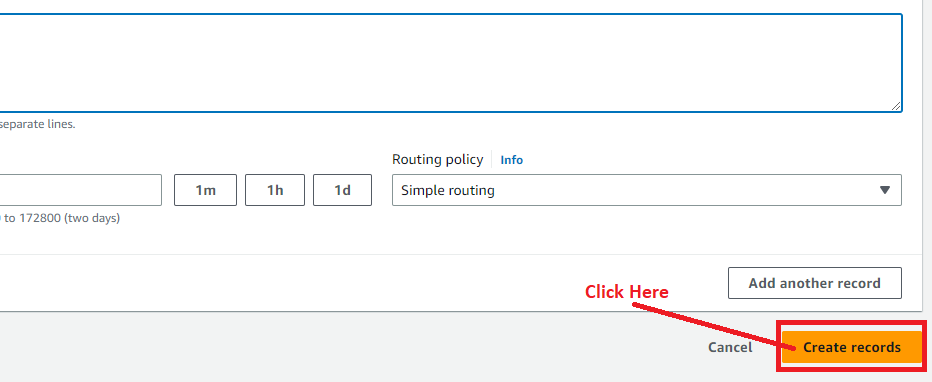 separate lines.
Routing policy Info
1m 1h 1d Simple routing
to 172800 (two days)
Add another record
Click Here
Cancel Create records